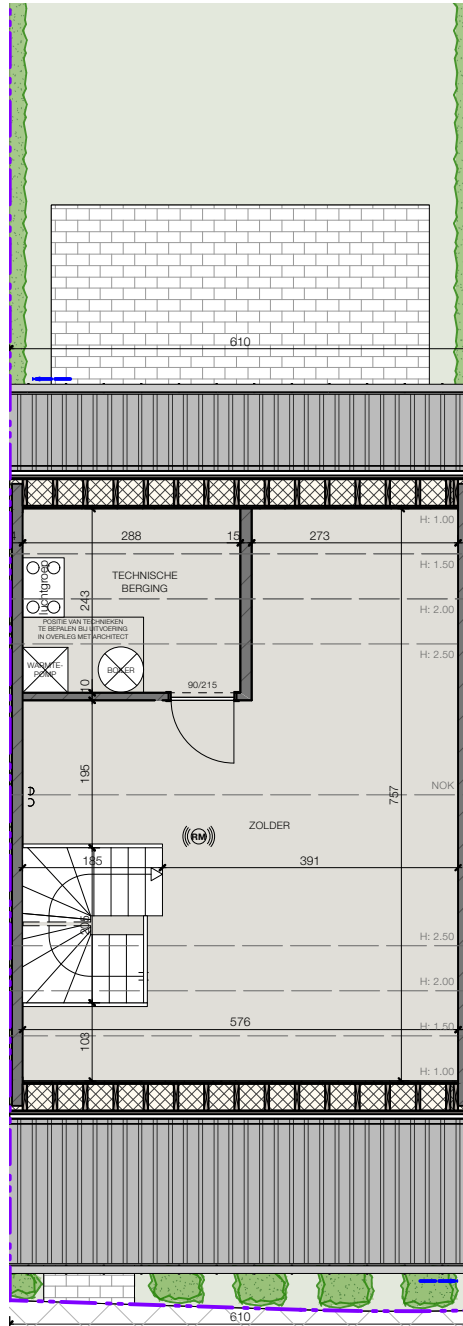 610
H: 1.00
288
15
273
H: 1.50
TECHNISCHE
BERGING
luchtgroep
243
H: 2.00
POSITIE VAN TECHNIEKEN
TE BEPALEN BIJ UITVOERING
IN OVERLEG MET ARCHITECT
H: 2.50
WARMTE-
POMP
BOILER
10
90/215
195
757
NOK
ZOLDER
RM
185
391
H: 2.50
H: 2.00
576
H: 1.50
103
H: 1.00
610